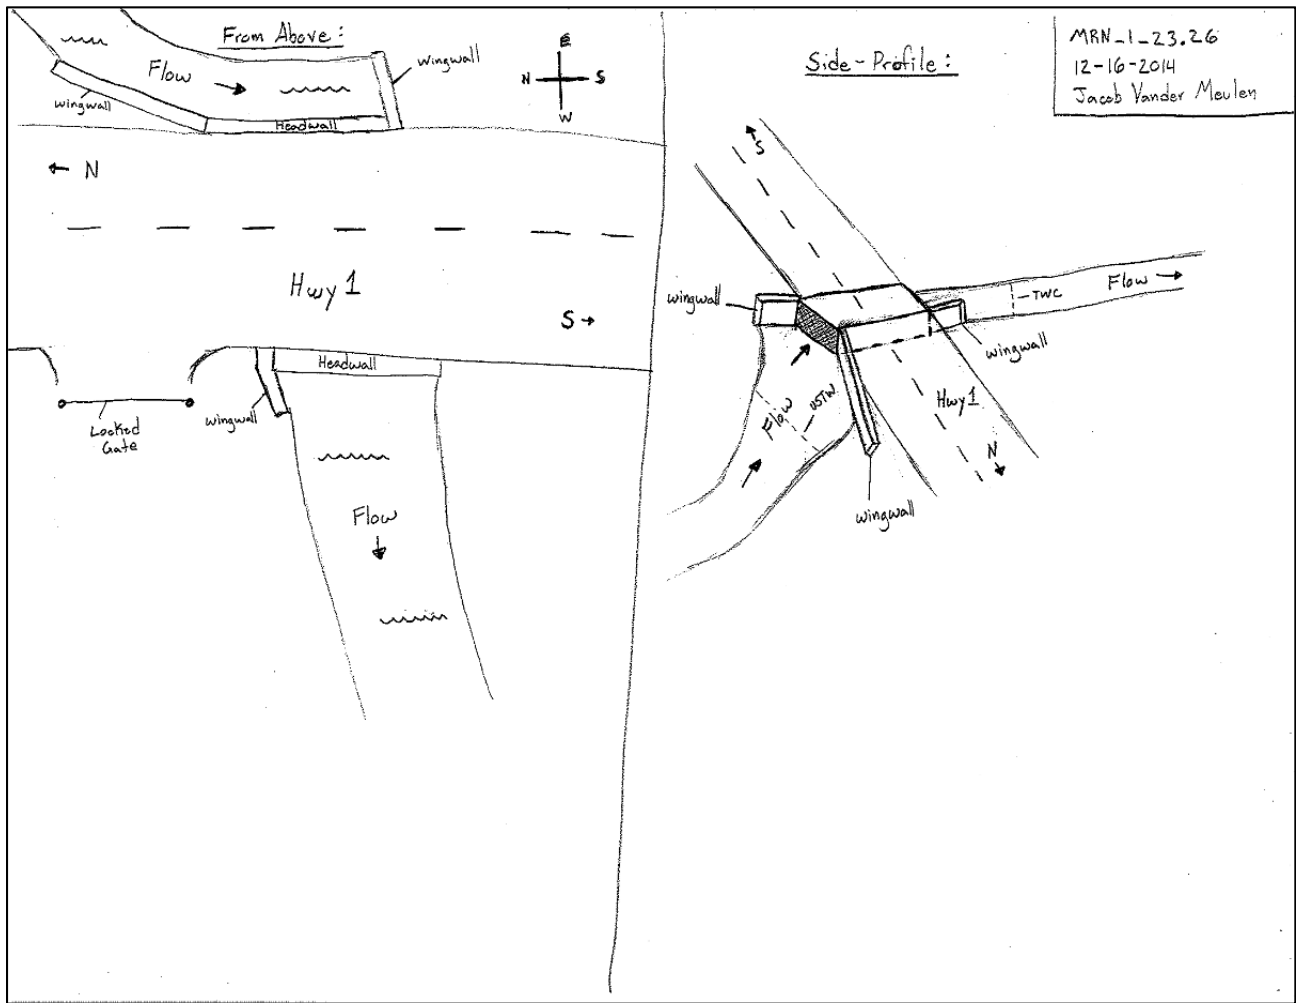 From Above:
E
N S
W
Flow
wingwall
wingwall
Headwall
← N
Hwy 1
S →
Headwall
wingwall
Locked
Gate
Flow
Side-Profile:
MRN_1_23.26
12-16-2014
Jacob Vander Meulen
S
wingwall
Flow →
TWC
wingwall
Hwy 1
USTW
Flow
N
wingwall